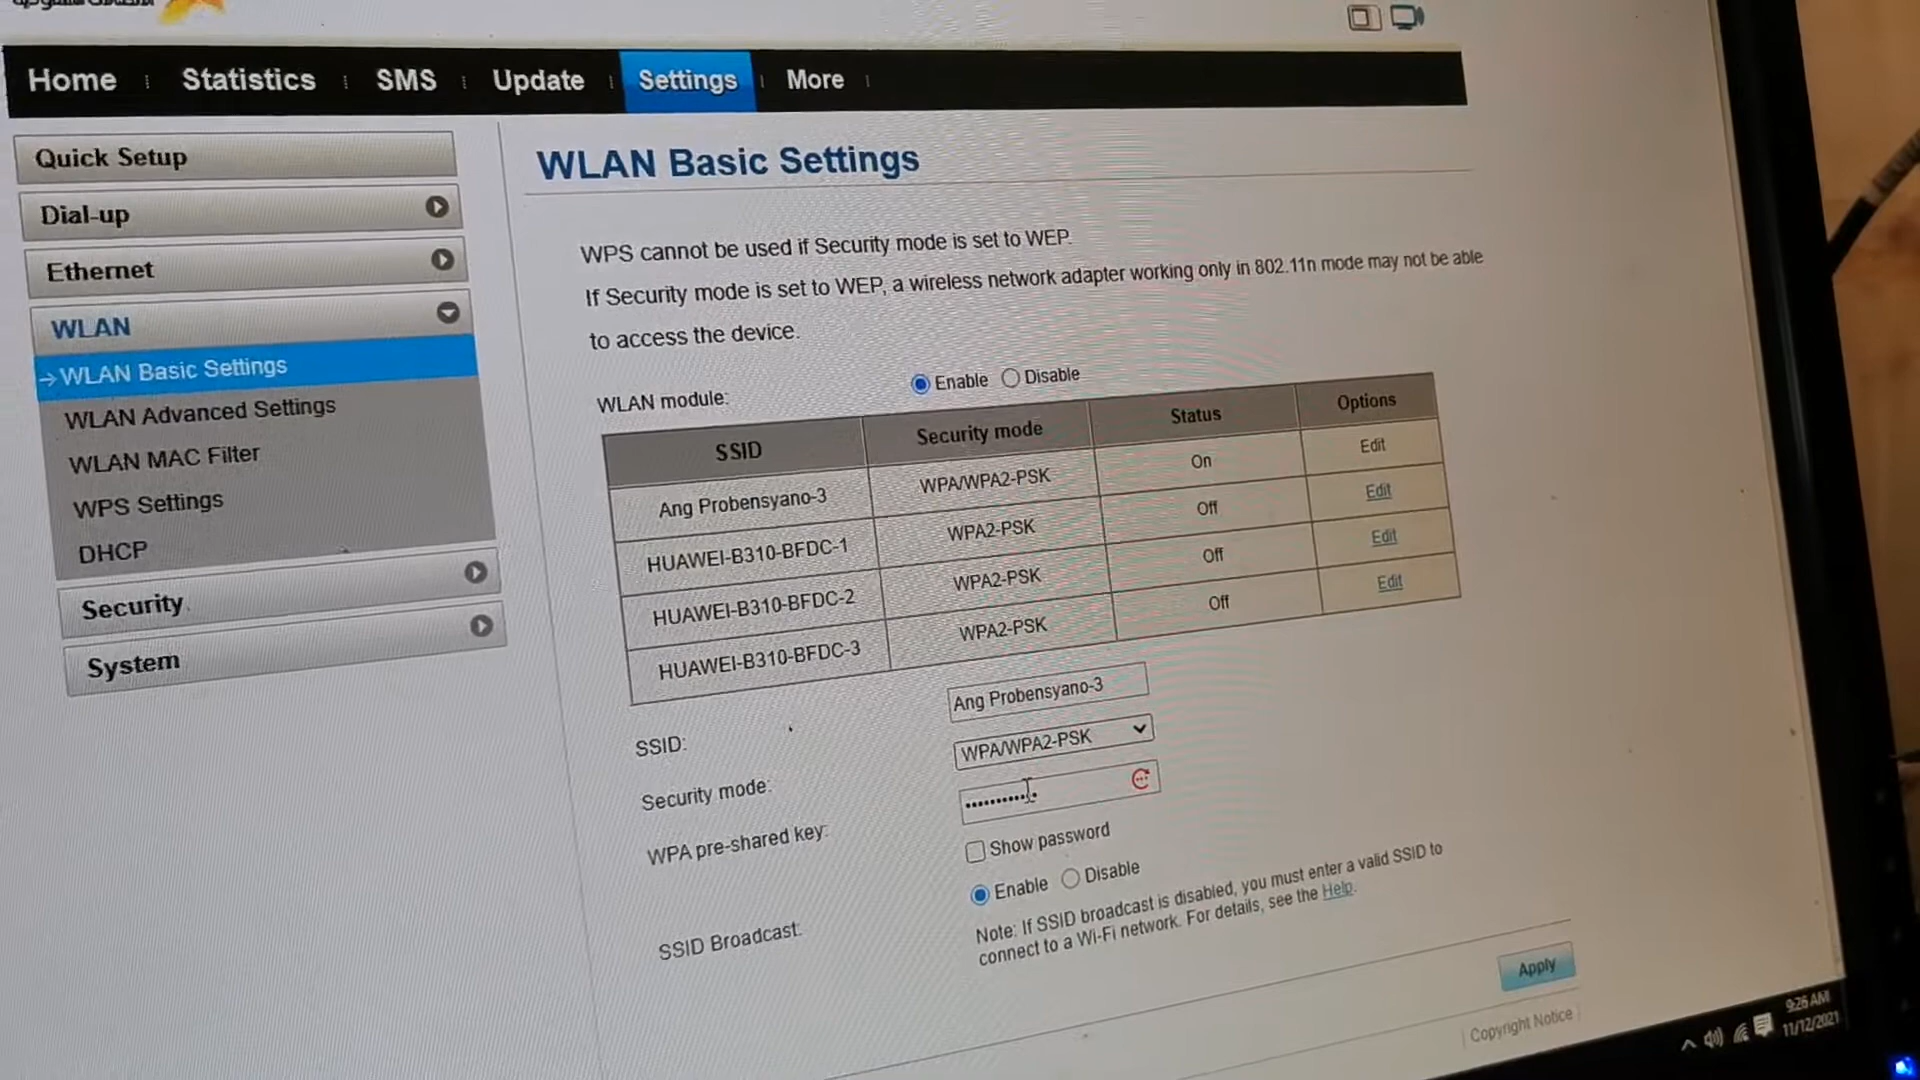 Home Statistics SMS Update Settings More
Quick Setup
Dial-up
Ethernet
WLAN
WLAN Basic Settings
WLAN Advanced Settings
WLAN MAC Filter
WPS Settings
DHCP
Security
System
WLAN Basic Settings
WPS cannot be used if Security mode is set to WEP.
If Security mode is set to WEP, a wireless network adapter working only in 802.11n mode may not be able
to access the device.
WLAN module: Enable Disable
SSID Security mode Status Options
Ang Probensyano-3 WPA/WPA2-PSK On Edit
HUAWEI-B310-BFDC-1 WPA2-PSK Off Edit
HUAWEI-B310-BFDC-2 WPA2-PSK Off Edit
HUAWEI-B310-BFDC-3 WPA2-PSK Off Edit
SSID: Ang Probensyano-3
Security mode: WPA/WPA2-PSK
WPA pre-shared key: ••••••••••••
Show password
SSID Broadcast: Enable Disable
Note: If SSID broadcast is disabled, you must enter a valid SSID to
connect to a Wi-Fi network. For details, see the Help.
Apply
Copyright Notice
9:26 AM
11/12/2021